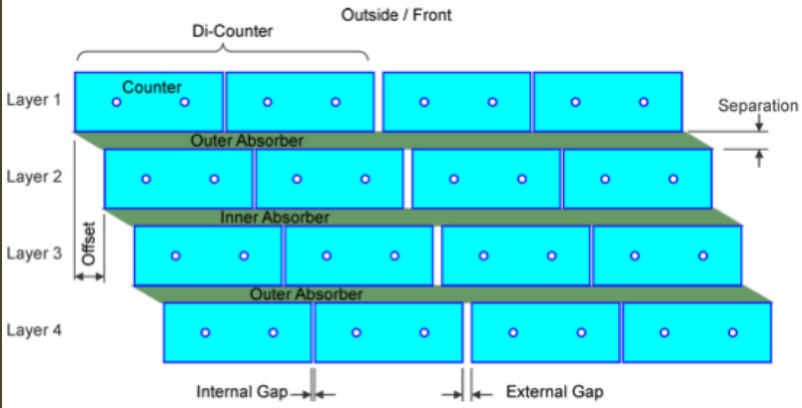 Outside / Front
Di-Counter
Layer 1
Counter
Separation
Outer Absorber
Layer 2
Inner Absorber
Layer 3
Offset
Outer Absorber
Layer 4
Internal Gap
External Gap